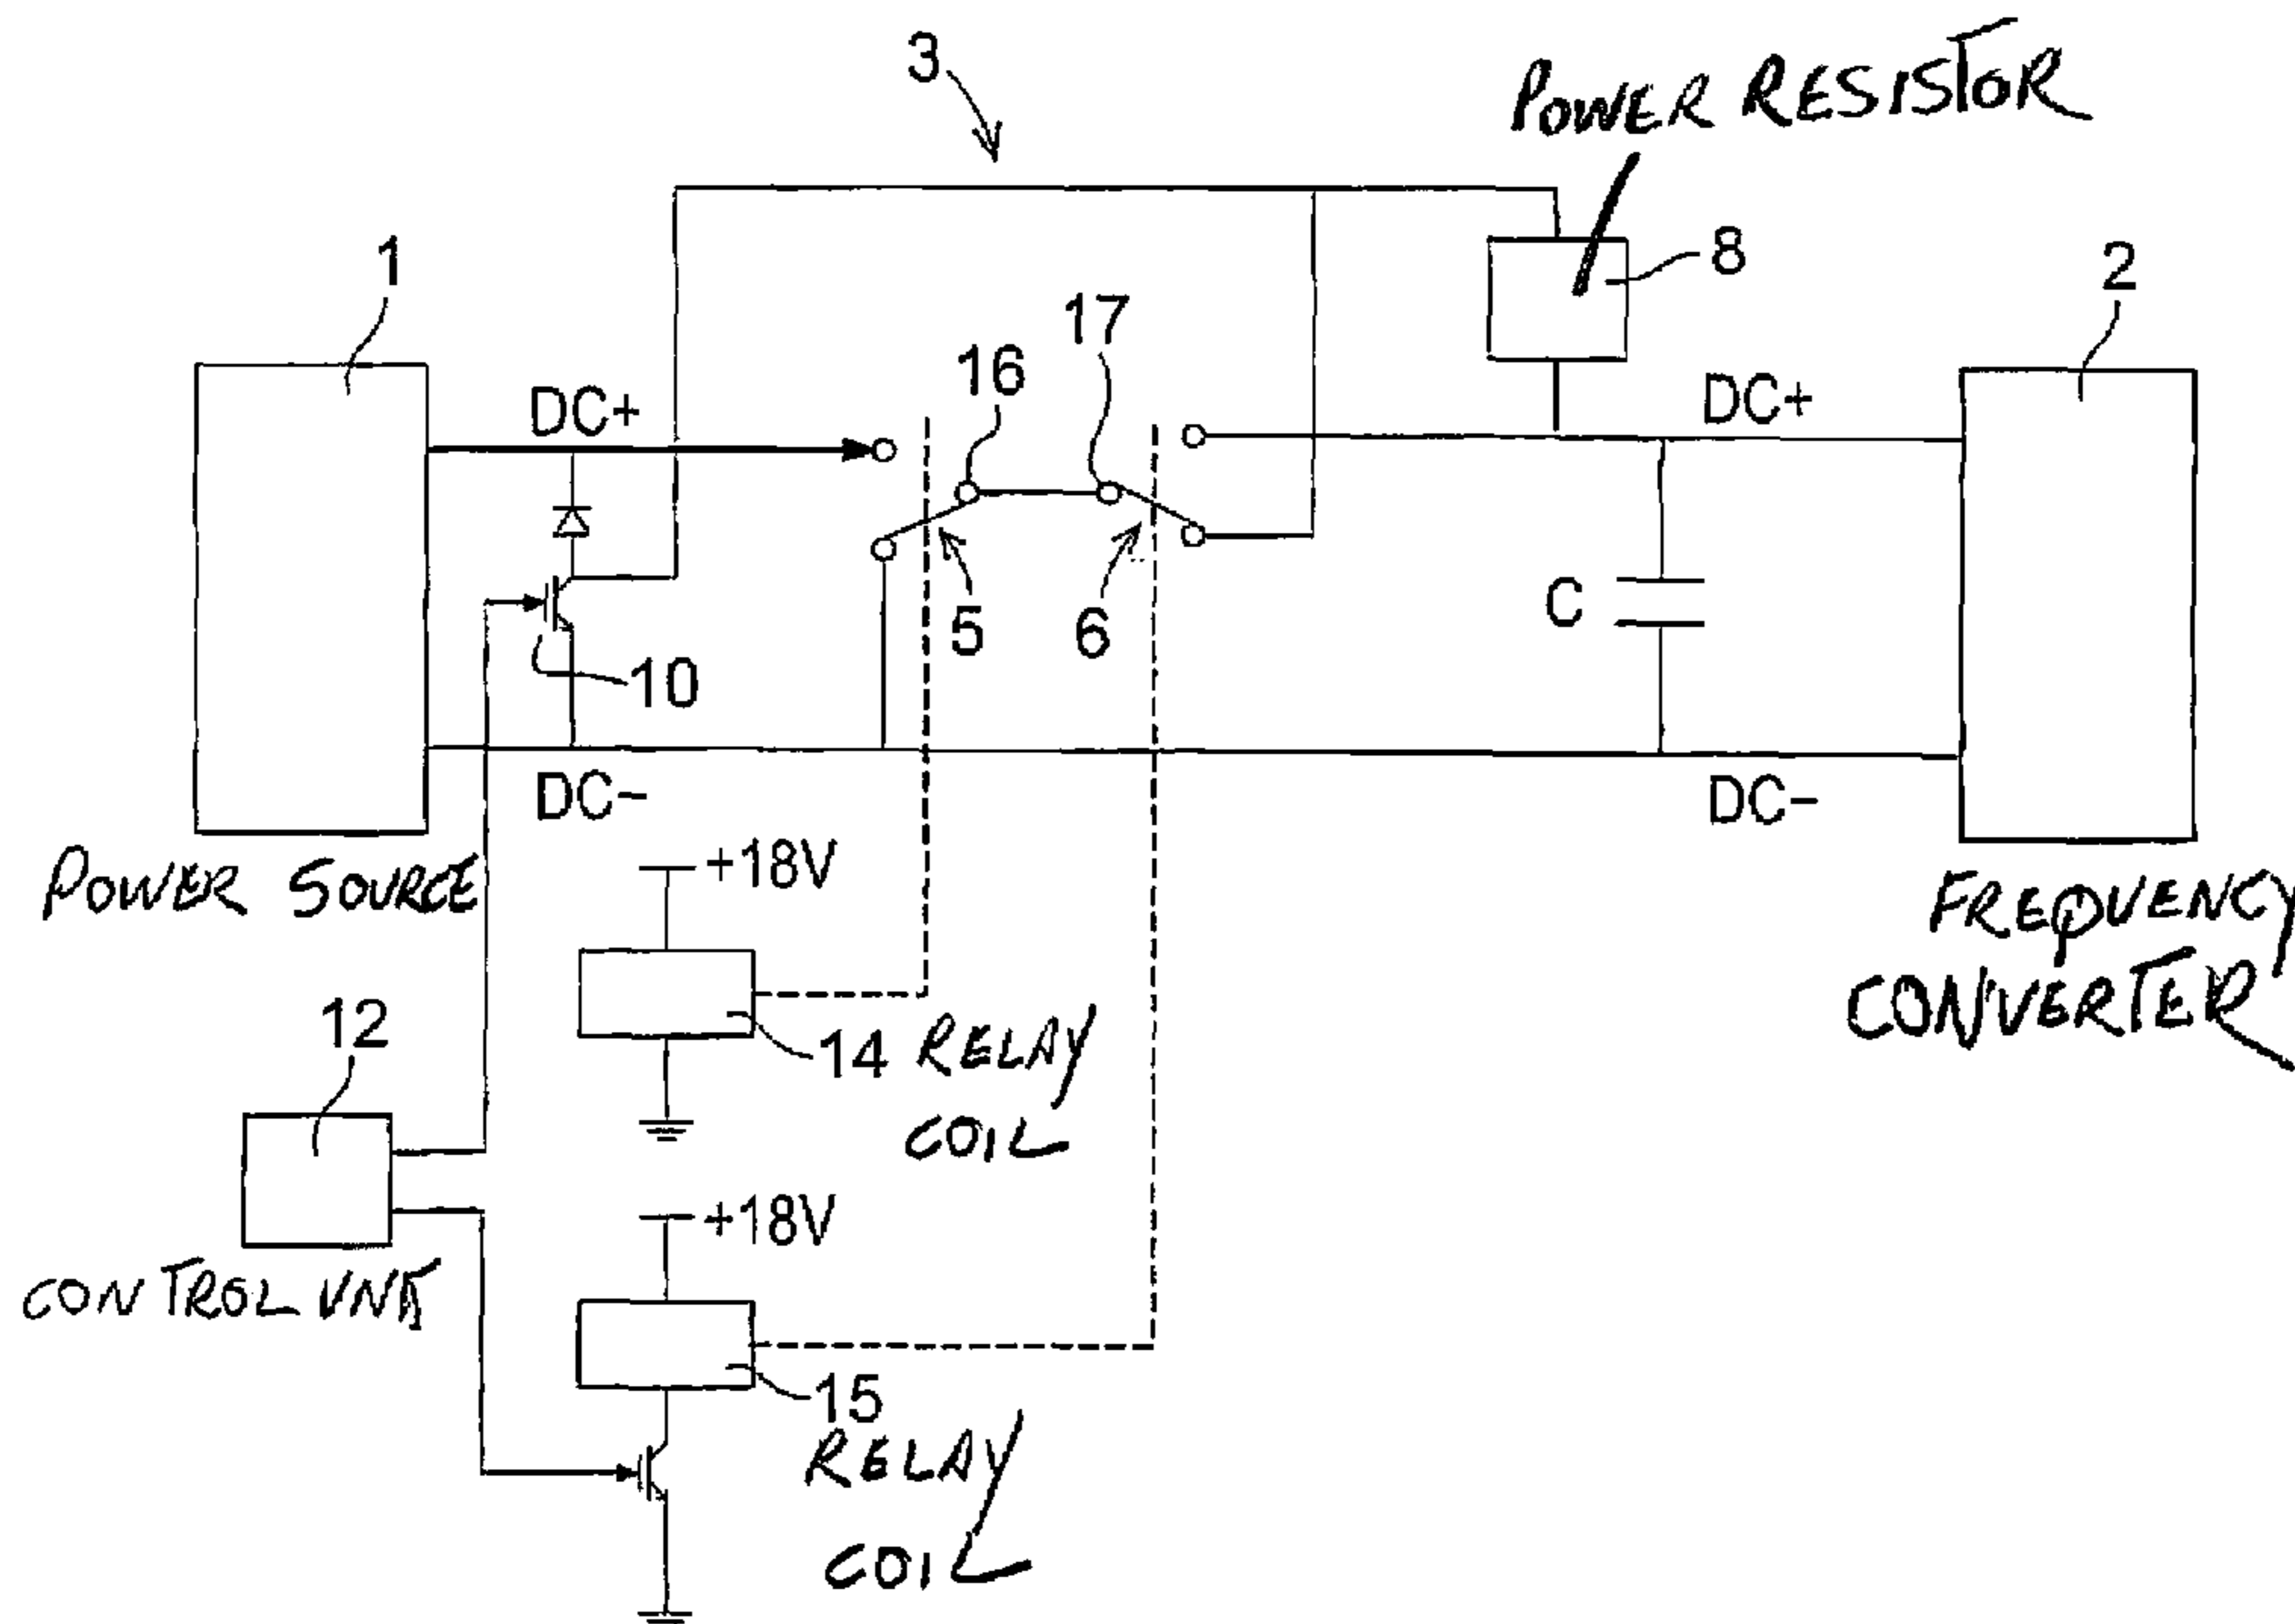 3
POWER RESISTOR
1
8
2
17
16
DC+
DC+
5
6
C
10
DC-
DC-
POWER SOURCE
+18V
FREQUENCY
CONVERTER
12
14 RELAY
COIL
+18V
CONTROL UNIT
15
RELAY
COIL